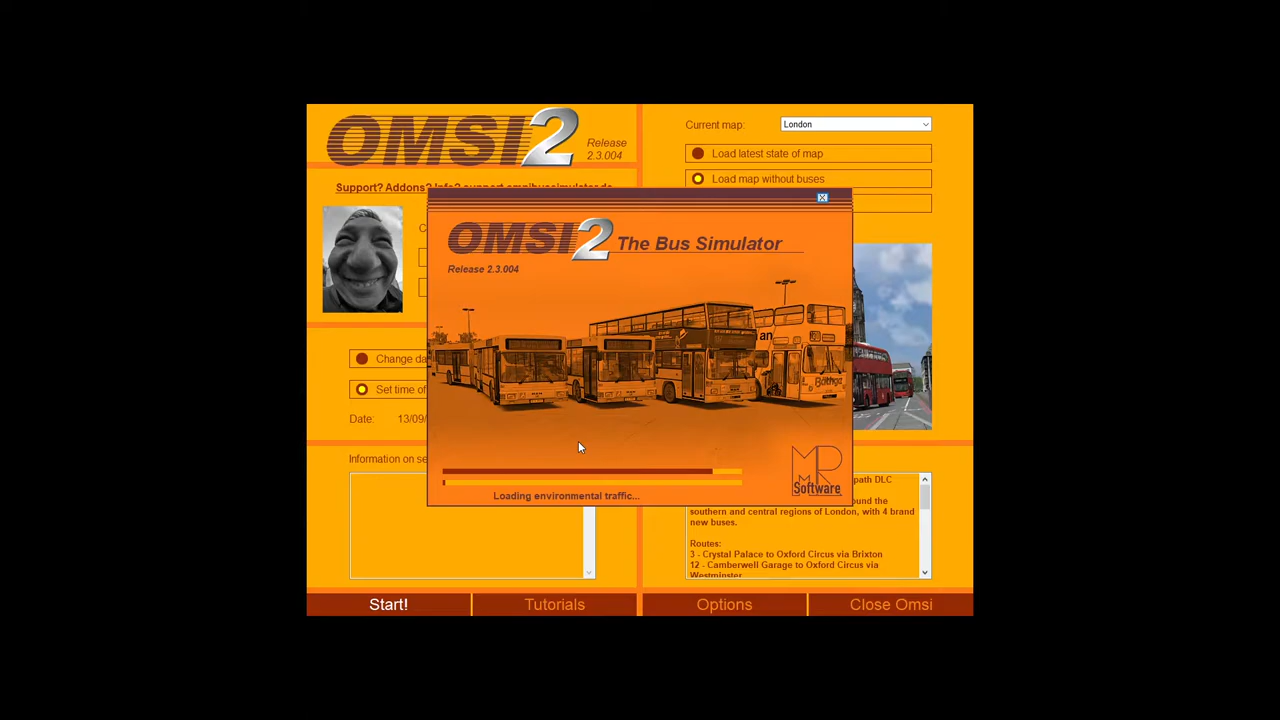 OMSI 2
Release
2.3.004
Current map:
London
Load latest state of map
Load map without buses
Support? Addons? Info?
OMSI 2 The Bus Simulator
Release 2.3.004
an
Change da
Set time of
Date:
13/09/
Information on se
MR
Software
Loading environmental traffic...
path DLC
ound the
southern and central regions of London, with 4 brand
new buses.
Routes:
3 - Crystal Palace to Oxford Circus via Brixton
12 - Camberwell Garage to Oxford Circus via
Westminster
Start!
Tutorials
Options
Close Omsi